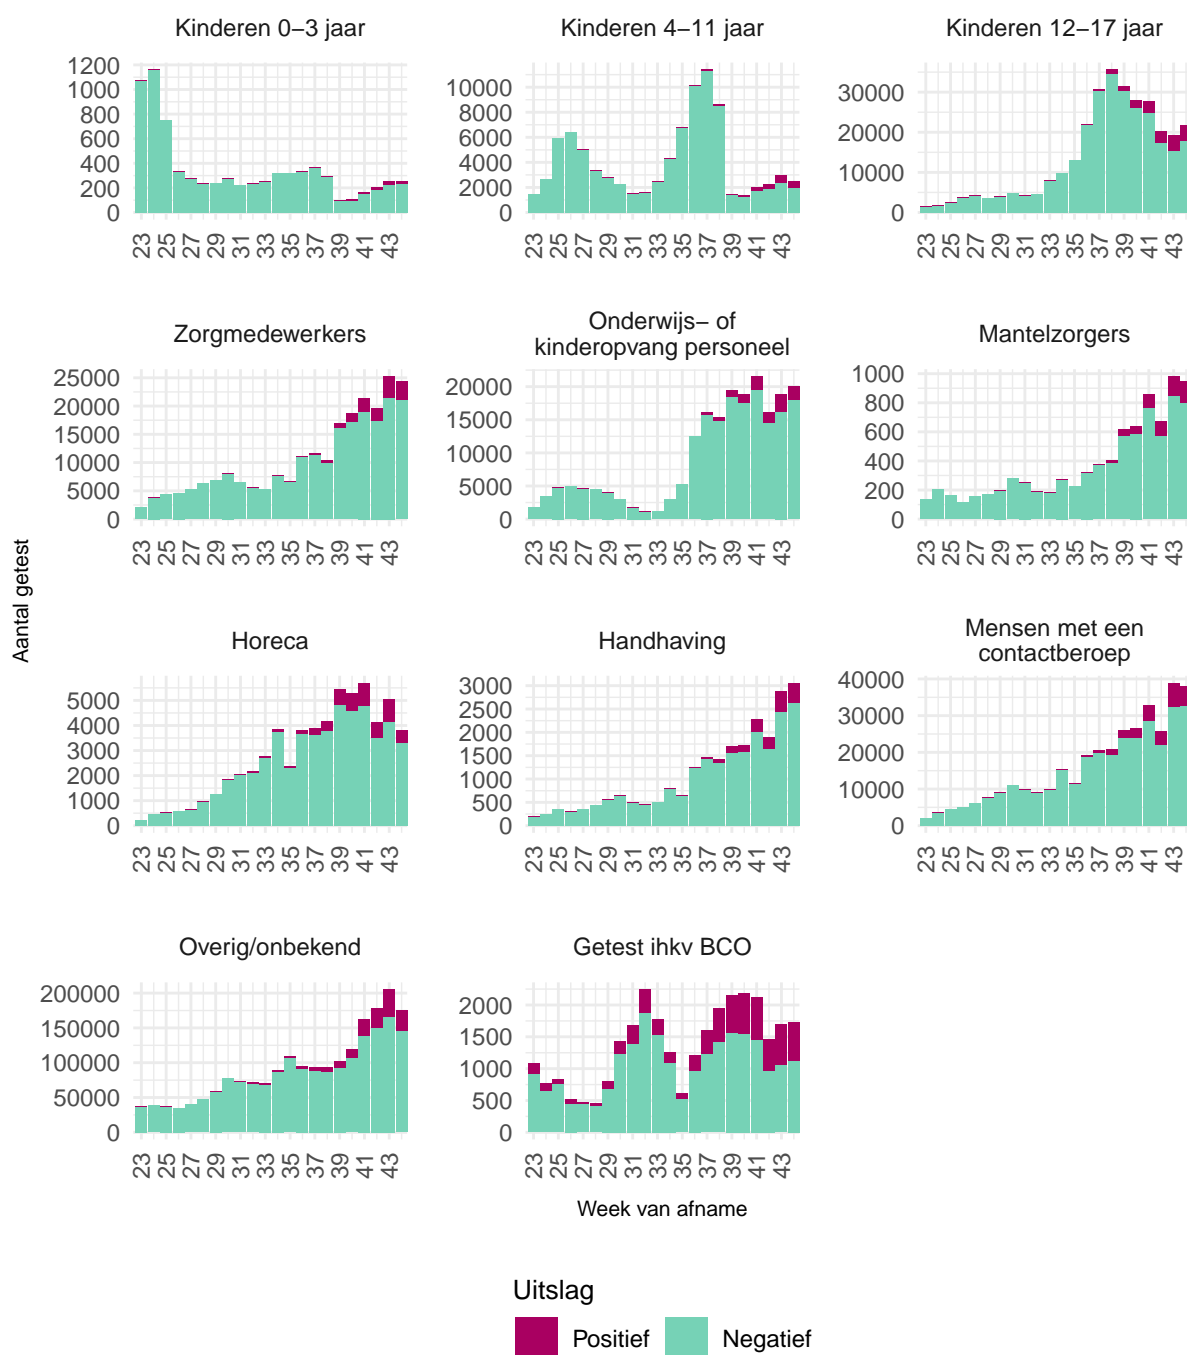 Kinderen 0–3 jaar
Kinderen 4–11 jaar
Kinderen 12–17 jaar
1200
1000
800
600
400
200
0
23 25 27 29 31 33 35 37 39 41 43
10000
8000
6000
4000
2000
0
23 25 27 29 31 33 35 37 39 41 43
30000
20000
10000
0
23 25 27 29 31 33 35 37 39 41 43
Zorgmedewerkers
Onderwijs– of
kinderopvang personeel
Mantelzorgers
25000
20000
15000
10000
5000
0
23 25 27 29 31 33 35 37 39 41 43
20000
15000
10000
5000
0
23 25 27 29 31 33 35 37 39 41 43
1000
800
600
400
200
0
23 25 27 29 31 33 35 37 39 41 43
Aantal getest
Horeca
Handhaving
Mensen met een
contactberoep
5000
4000
3000
2000
1000
0
23 25 27 29 31 33 35 37 39 41 43
3000
2500
2000
1500
1000
500
0
23 25 27 29 31 33 35 37 39 41 43
40000
30000
20000
10000
0
23 25 27 29 31 33 35 37 39 41 43
Overig/onbekend
Getest ihkv BCO
200000
150000
100000
50000
0
23 25 27 29 31 33 35 37 39 41 43
2000
1500
1000
500
0
23 25 27 29 31 33 35 37 39 41 43
Week van afname
Uitslag
Positief
Negatief